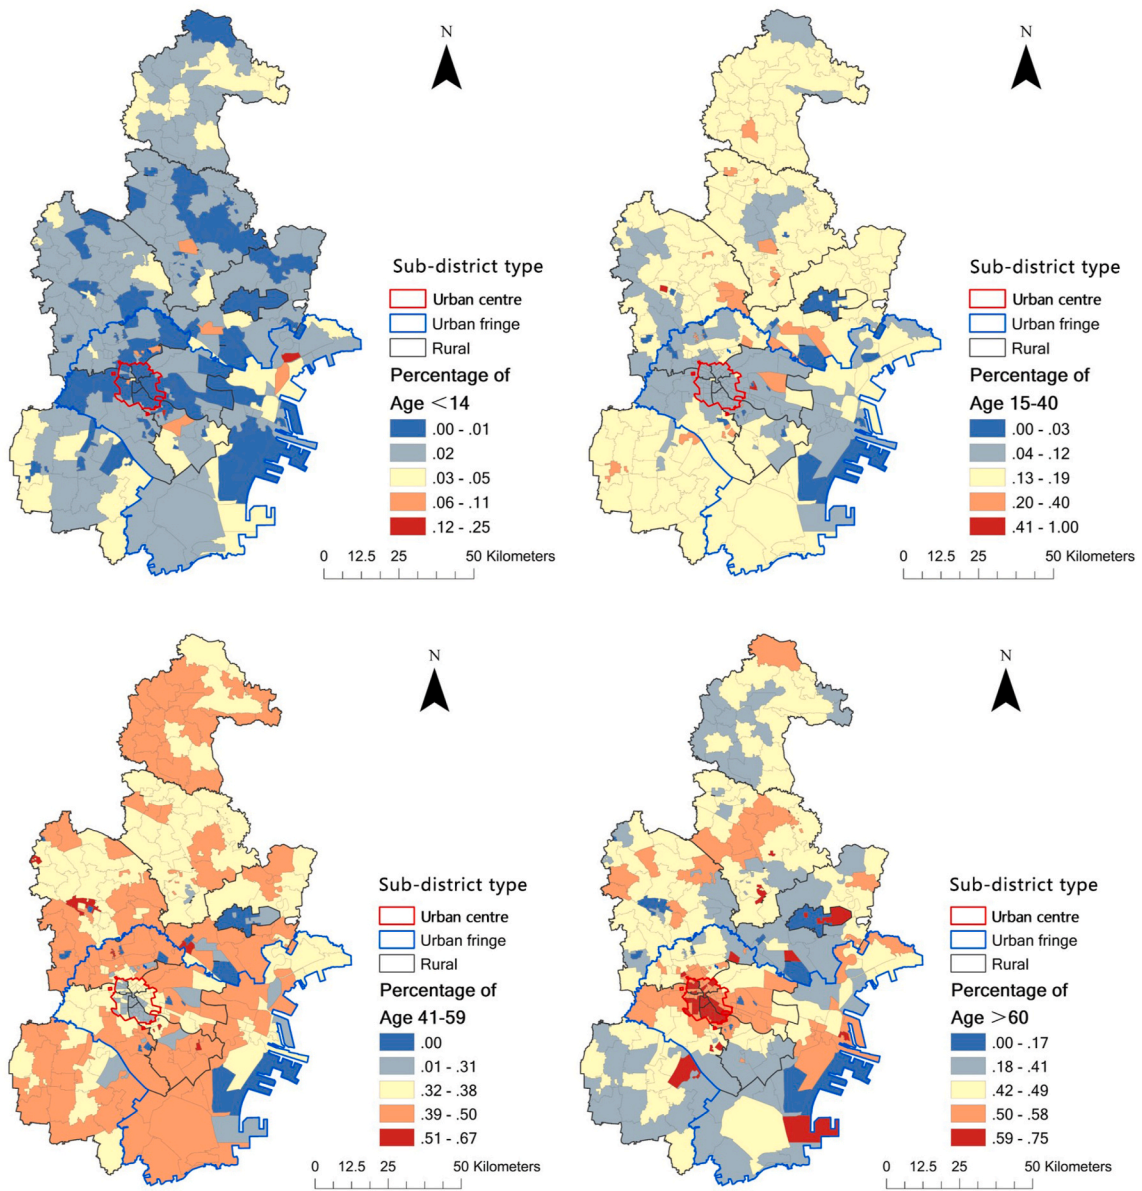 N
Sub-district type
Urban centre
Urban fringe
Rural
Percentage of
Age <14
.00 - .01
.02
.03 - .05
.06 - .11
.12 - .25
0 12.5 25 50 Kilometers
N
Sub-district type
Urban centre
Urban fringe
Rural
Percentage of
Age 15-40
.00 - .03
.04 - .12
.13 - .19
.20 - .40
.41 - 1.00
0 12.5 25 50 Kilometers
N
Sub-district type
Urban centre
Urban fringe
Rural
Percentage of
Age 41-59
.00
.01 - .31
.32 - .38
.39 - .50
.51 - .67
0 12.5 25 50 Kilometers
N
Sub-district type
Urban centre
Urban fringe
Rural
Percentage of
Age >60
.00 - .17
.18 - .41
.42 - .49
.50 - .58
.59 - .75
0 12.5 25 50 Kilometers